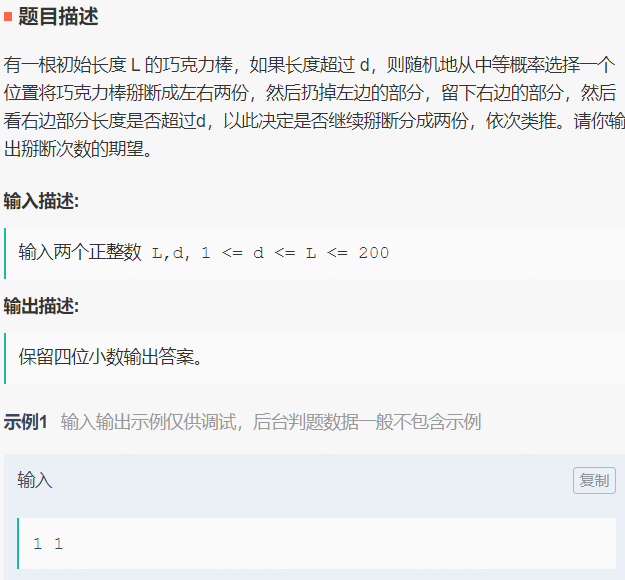 题目描述
有一根初始长度 L 的巧克力棒，如果长度超过 d，则随机地从中等概率选择一个
位置将巧克力棒掰断成左右两份，然后扔掉左边的部分，留下右边的部分，然后
看右边部分长度是否超过d，以此决定是否继续掰断分成两份，依次类推。请你输
出掰断次数的期望。
输入描述:
输入两个正整数 L,d, 1 <= d <= L <= 200
输出描述:
保留四位小数输出答案。
示例1 输入输出示例仅供调试，后台判题数据一般不包含示例
输入 复制
1 1